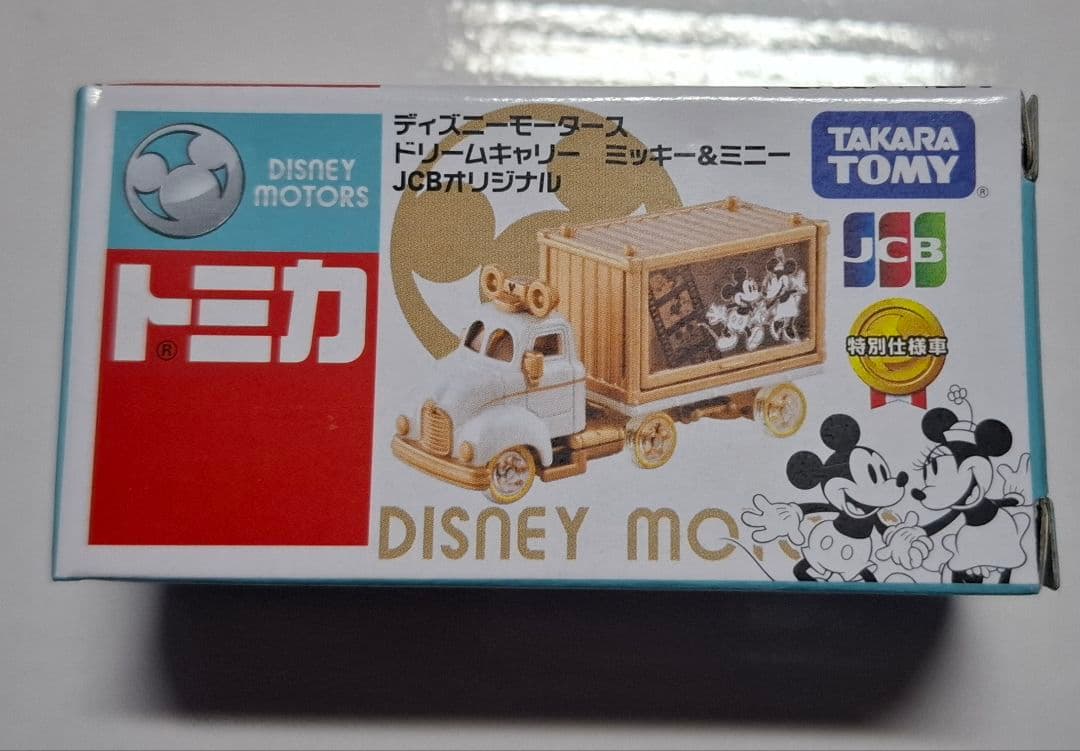 DISNEY
MOTORS
トミカ
®
ディズニーモータース
ドリームキャリー ミッキー&ミニー
JCBオリジナル
TAKARA
TOMY
®
JCB
特別仕様車
DISNEY